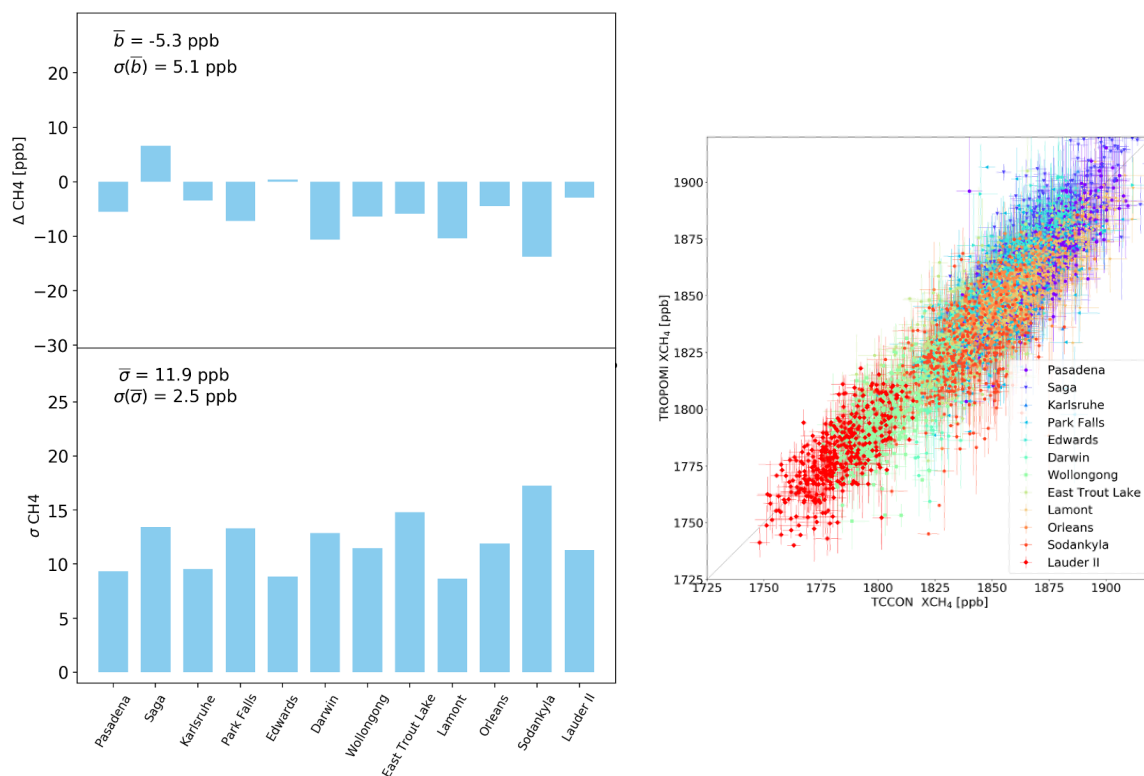 b̅ = -5.3 ppb
σ(b̅) = 5.1 ppb
Δ CH4 [ppb]
20
10
0
−10
−20
−30
σ̅ = 11.9 ppb
σ(σ̅) = 2.5 ppb
σ CH4
25
20
15
10
5
0
Pasadena
Saga
Karlsruhe
Park Falls
Edwards
Darwin
Wollongong
East Trout Lake
Lamont
Orleans
Sodankyla
Lauder II
TROPOMI XCH₄ [ppb]
1900
1875
1850
1825
1800
1775
1750
1725
Pasadena
Saga
Karlsruhe
Park Falls
Edwards
Darwin
Wollongong
East Trout Lake
Lamont
Orleans
Sodankyla
Lauder II
1725 1750 1775 1800 1825 1850 1875 1900
TCCON XCH₄ [ppb]